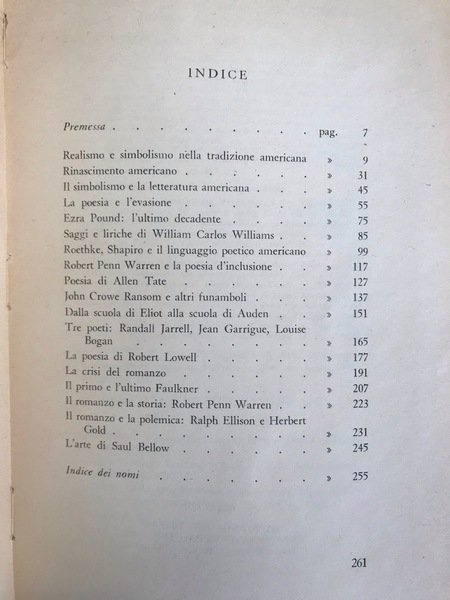 INDICE
Premessa . . . . . . . . . pag. 7
Realismo e simbolismo nella tradizione americana » 9
Rinascimento americano . . . . . . » 31
Il simbolismo e la letteratura americana . . . » 45
La poesia e l'evasione . . . . . . » 55
Ezra Pound: l'ultimo decadente . . . . » 75
Saggi e liriche di William Carlos Williams . . » 85
Roethke, Shapiro e il linguaggio poetico americano » 99
Robert Penn Warren e la poesia d'inclusione . . » 117
Poesia di Allen Tate . . . . . . » 127
John Crowe Ransom e altri funamboli . . . » 137
Dalla scuola di Eliot alla scuola di Auden . . » 151
Tre poeti: Randall Jarrell, Jean Garrigue, Louise
Bogan . . . . . . . . » 165
La poesia di Robert Lowell . . . . . » 177
La crisi del romanzo . . . . . . » 191
Il primo e l'ultimo Faulkner . . . . . » 207
Il romanzo e la storia: Robert Penn Warren . . » 223
Il romanzo e la polemica: Ralph Ellison e Herbert
Gold . . . . . . . . . » 231
L'arte di Saul Bellow . . . . . . » 245
Indice dei nomi . . . . . . . » 255
261